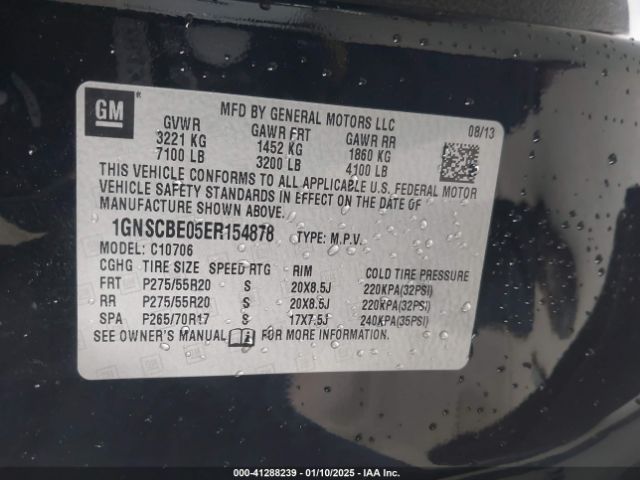 GM
MFD BY GENERAL MOTORS LLC
08/13
GVWR GAWR FRT GAWR RR
3221 KG 1452 KG 1860 KG
7100 LB 3200 LB 4100 LB
THIS VEHICLE CONFORMS TO ALL APPLICABLE U.S. FEDERAL MOTOR
VEHICLE SAFETY STANDARDS IN EFFECT ON THE DATE OF
MANUFACTURE SHOWN ABOVE.
1GNSCBE05ER154878 TYPE: M.P.V.
MODEL: C10706
CGHG TIRE SIZE SPEED RTG RIM COLD TIRE PRESSURE
FRT P275/55R20 S 20X8.5J 220KPA(32PSI)
RR P275/55R20 S 20X8.5J 220KPA(32PSI)
SPA P265/70R17 S 17X7.5J 240KPA(35PSI)
SEE OWNER'S MANUAL FOR MORE INFORMATION.
000-41288239 - 01/10/2025 - IAA Inc.